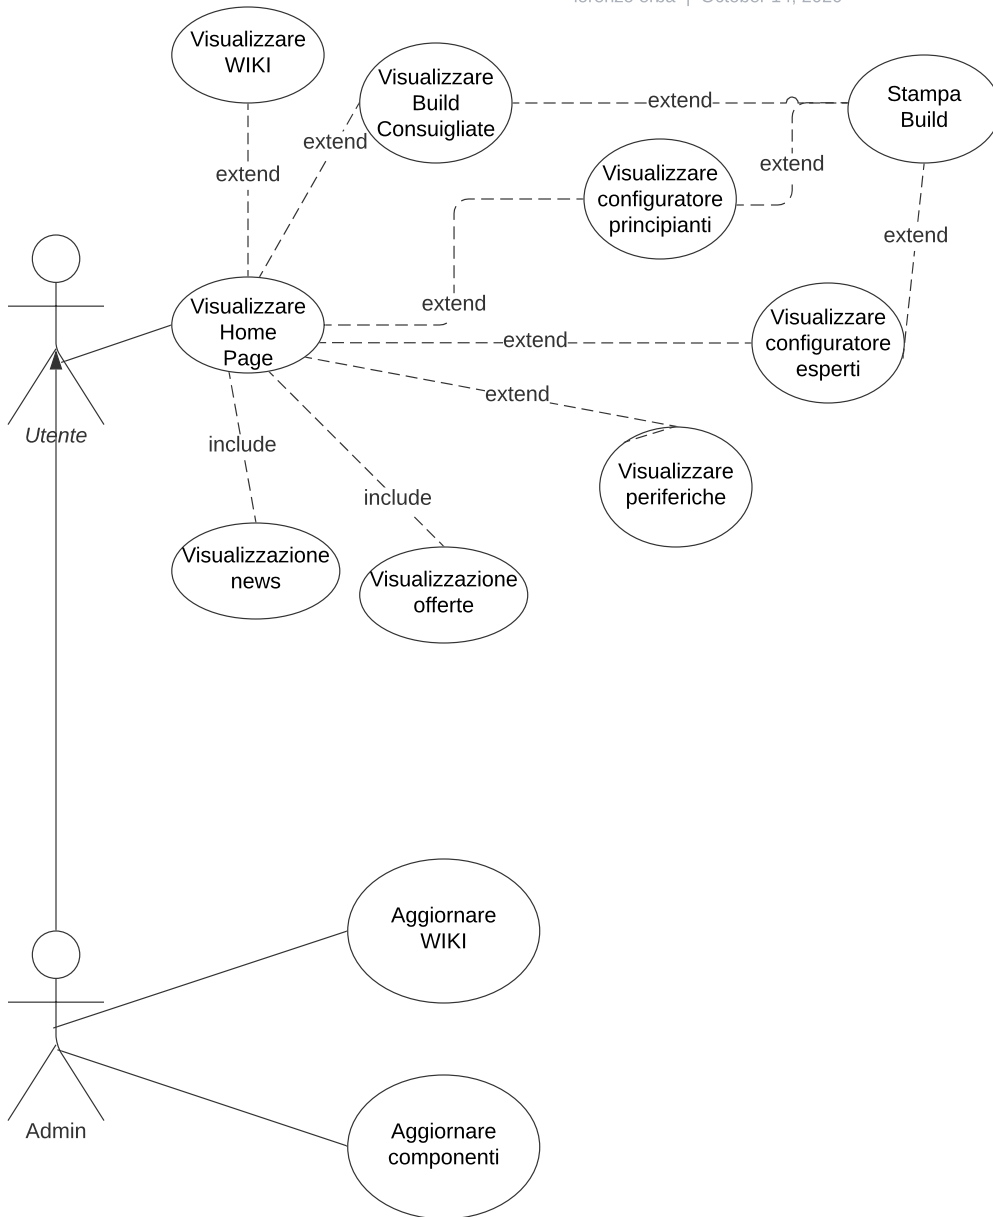 Visualizzare
WIKI
Visualizzare
Build
Consuigliate
extend
Stampa
Build
extend
extend
Visualizzare
configuratore
principianti
extend
extend
Visualizzare
Home
Page
extend
extend
Visualizzare
configuratore
esperti
extend
Utente
include
include
Visualizzare
periferiche
Visualizzazione
news
Visualizzazione
offerte
Aggiornare
WIKI
Admin
Aggiornare
componenti